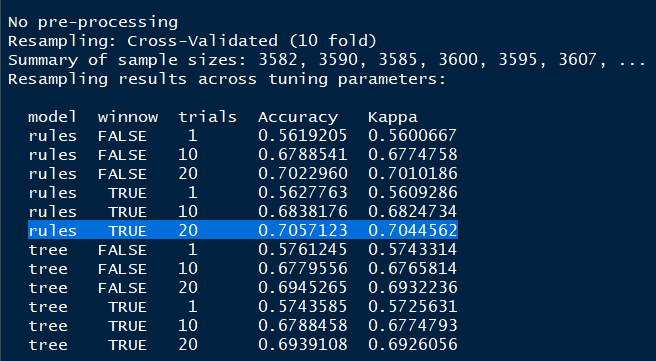 No pre-processing
Resampling: Cross-Validated (10 fold)
Summary of sample sizes: 3582, 3590, 3585, 3600, 3595, 3607, ...
Resampling results across tuning parameters:
model winnow trials Accuracy Kappa
rules FALSE 1 0.5619205 0.5600667
rules FALSE 10 0.6788541 0.6774758
rules FALSE 20 0.7022960 0.7010186
rules TRUE 1 0.5627763 0.5609286
rules TRUE 10 0.6838176 0.6824734
rules TRUE 20 0.7057123 0.7044562
tree FALSE 1 0.5761245 0.5743314
tree FALSE 10 0.6779556 0.6765814
tree FALSE 20 0.6945265 0.6932236
tree TRUE 1 0.5743585 0.5725631
tree TRUE 10 0.6788458 0.6774793
tree TRUE 20 0.6939108 0.6926056